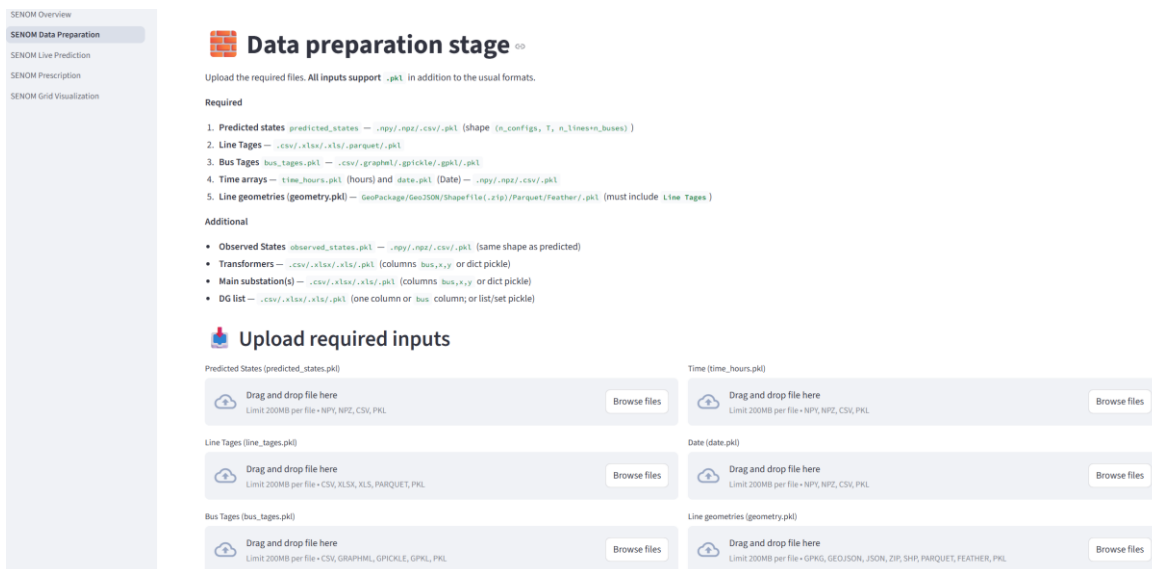 SENOM Overview
SENOM Data Preparation
SENOM Live Prediction
SENOM Prescription
SENOM Grid Visualization
Data preparation stage
Upload the required files. All inputs support .pkl in addition to the usual formats.
Required
1. Predicted states predicted_states — .npy/.npz/.csv/.pkl (shape (n_configs, T, n_lines+n_buses) )
2. Line Tages — .csv/.xlsx/.xls/.parquet/.pkl
3. Bus Tages bus_tages.pkl — .csv/.graphml/.gpickle/.gpkl/.pkl
4. Time arrays — time_hours.pkl (hours) and date.pkl (Date) — .npy/.npz/.csv/.pkl
5. Line geometries (geometry.pkl) — GeoPackage/GeoJSON/Shapefile(.zip)/Parquet/Feather/.pkl (must include Line Tages )
Additional
• Observed States observed_states.pkl — .npy/.npz/.csv/.pkl (same shape as predicted)
• Transformers — .csv/.xlsx/.xls/.pkl (columns bus,x,y or dict pickle)
• Main substation(s) — .csv/.xlsx/.xls/.pkl (columns bus,x,y or dict pickle)
• DG list — .csv/.xlsx/.xls/.pkl (one column or bus column; or list/set pickle)
Upload required inputs
Predicted States (predicted_states.pkl)
Drag and drop file here
Limit 200MB per file • NPY, NPZ, CSV, PKL
Browse files
Time (time_hours.pkl)
Drag and drop file here
Limit 200MB per file • NPY, NPZ, CSV, PKL
Browse files
Line Tages (line_tages.pkl)
Drag and drop file here
Limit 200MB per file • CSV, XLSX, XLS, PARQUET, PKL
Browse files
Date (date.pkl)
Drag and drop file here
Limit 200MB per file • NPY, NPZ, CSV, PKL
Browse files
Bus Tages (bus_tages.pkl)
Drag and drop file here
Limit 200MB per file • CSV, GRAPHML, GPICKLE, GPKL, PKL
Browse files
Line geometries (geometry.pkl)
Drag and drop file here
Limit 200MB per file • GPKG, GEOJSON, JSON, ZIP, SHP, PARQUET, FEATHER, PKL
Browse files